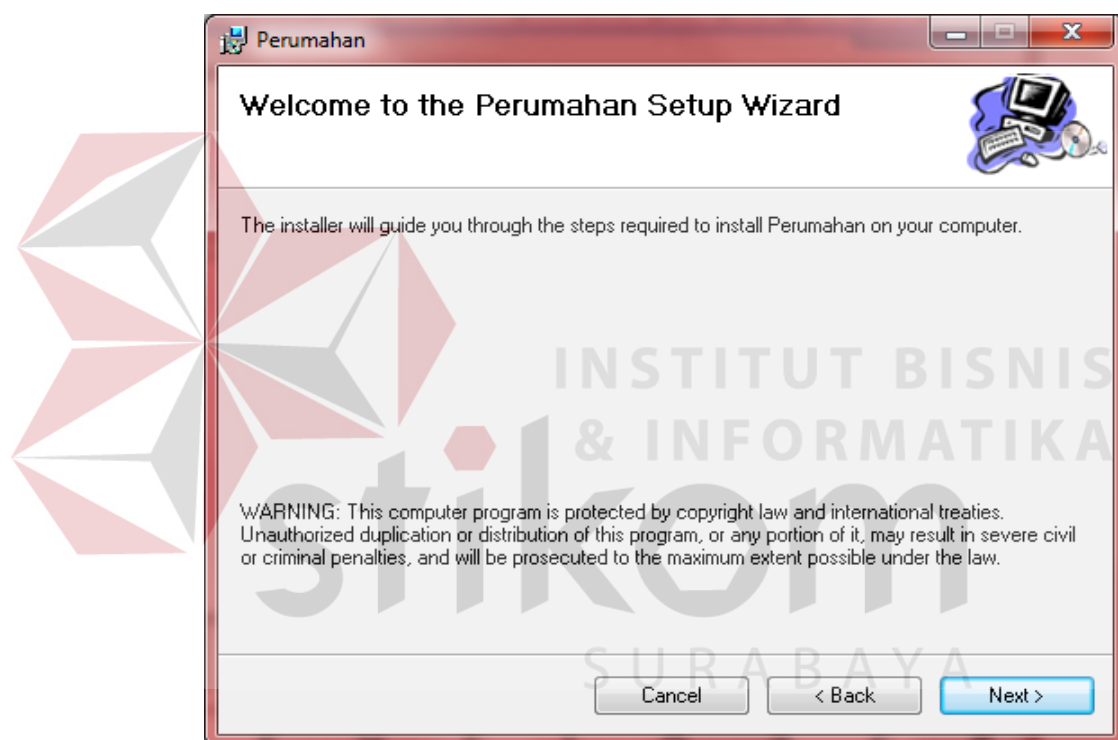 Perumahan
Welcome to the Perumahan Setup Wizard
The installer will guide you through the steps required to install Perumahan on your computer.
INSTITUT BISNIS
& INFORMATIKA
stikom
WARNING: This computer program is protected by copyright law and international treaties.
Unauthorized duplication or distribution of this program, or any portion of it, may result in severe civil
or criminal penalties, and will be prosecuted to the maximum extent possible under the law.
SURABAYA
Cancel
< Back
Next >